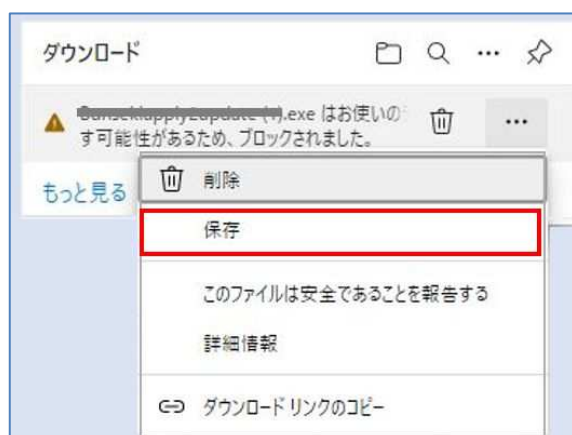 ダウンロード
.exe はお使いの
す可能性があるため、ブロックされました。
もっと見る
削除
保存
このファイルは安全であることを報告する
詳細情報
ダウンロード リンクのコピー